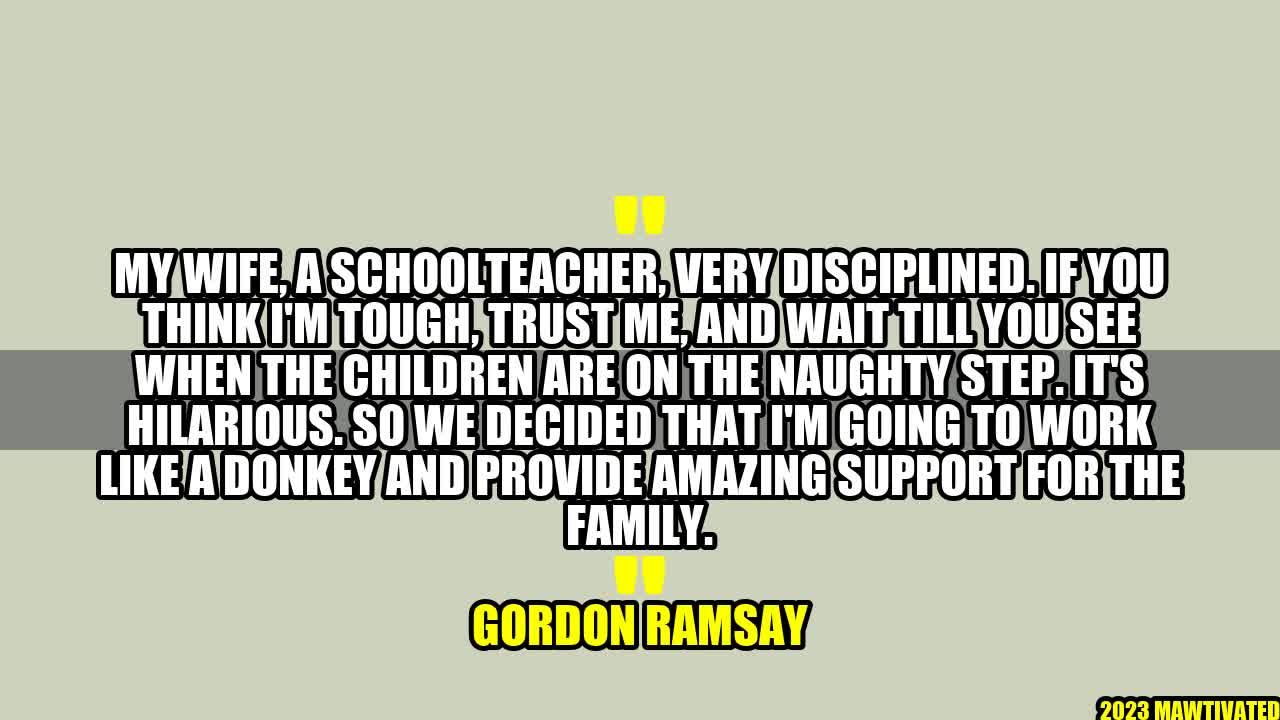 "
MY WIFE, A SCHOOLTEACHER, VERY DISCIPLINED. IF YOU
THINK I'M TOUGH, TRUST ME, AND WAIT TILL YOU SEE
WHEN THE CHILDREN ARE ON THE NAUGHTY STEP. IT'S
HILARIOUS. SO WE DECIDED THAT I'M GOING TO WORK
LIKE A DONKEY AND PROVIDE AMAZING SUPPORT FOR THE
FAMILY.
"
GORDON RAMSAY
2023 MAWTIVATED